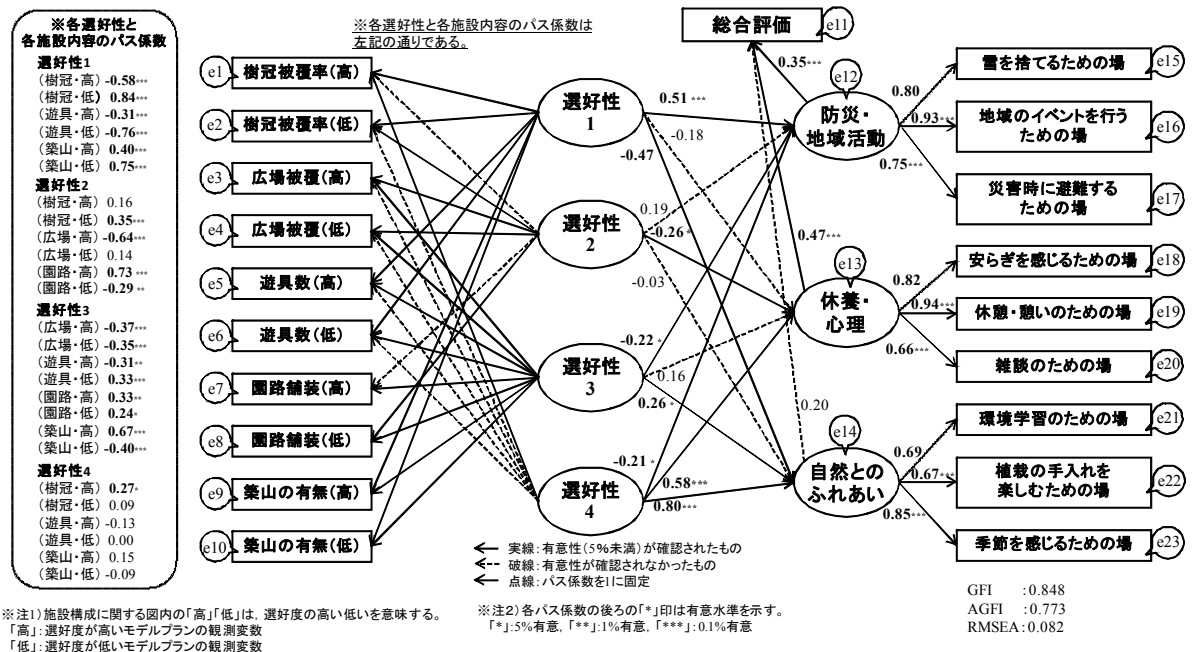 ※各選好性と
各施設内容のパス係数
選好性1
(樹冠・高) -0.58***
(樹冠・低) 0.84***
(遊具・高) -0.31***
(遊具・低) -0.76***
(築山・高) 0.40***
(築山・低) 0.75***
選好性2
(樹冠・高) 0.16
(樹冠・低) 0.35***
(広場・高) -0.64***
(広場・低) 0.14
(園路・高) 0.73 ***
(園路・低) -0.29 **
選好性3
(広場・高) -0.37***
(広場・低) -0.35***
(遊具・高) -0.31**
(遊具・低) 0.33***
(園路・高) 0.33**
(園路・低) 0.24*
(築山・高) 0.67***
(築山・低) -0.40***
選好性4
(樹冠・高) 0.27*
(樹冠・低) 0.09
(遊具・高) -0.13
(遊具・低) 0.00
(築山・高) 0.15
(築山・低) -0.09
※各選好性と各施設内容のパス係数は
左記の通りである。
e1 樹冠被覆率(高)
e2 樹冠被覆率(低)
e3 広場被覆(高)
e4 広場被覆(低)
e5 遊具数(高)
e6 遊具数(低)
e7 園路舗装(高)
e8 園路舗装(低)
e9 築山の有無(高)
e10 築山の有無(低)
選好性
1
選好性
2
選好性
3
選好性
4
0.51 ***
-0.18
-0.47
0.19
-0.26 *
-0.03
-0.22 *
0.16
0.26 *
-0.21 *
0.58***
0.80***
総合評価 e11
0.35***
0.47***
0.20
e12
防災・
地域活動
e13
休養・
心理
e14
自然との
ふれあい
0.80
0.93***
0.75***
0.82
0.94***
0.66***
0.69
0.67***
0.85***
雪を捨てるための場 e15
地域のイベントを行う
ための場 e16
災害時に避難する
ための場 e17
安らぎを感じるための場 e18
休憩・憩いのための場 e19
雑談のための場 e20
環境学習のための場 e21
植栽の手入れを
楽しむための場 e22
季節を感じるための場 e23
実線:有意性(5%未満)が確認されたもの
破線:有意性が確認されなかったもの
点線:パス係数を1に固定
※注1)施設構成に関する図内の「高」「低」は、選好度の高い低いを意味する。
「高」:選好度が高いモデルプランの観測変数
「低」:選好度が低いモデルプランの観測変数
※注2)各パス係数の後ろの「*」印は有意水準を示す。
「*」:5%有意, 「**」:1%有意, 「***」:0.1%有意
GFI :0.848
AGFI :0.773
RMSEA:0.082